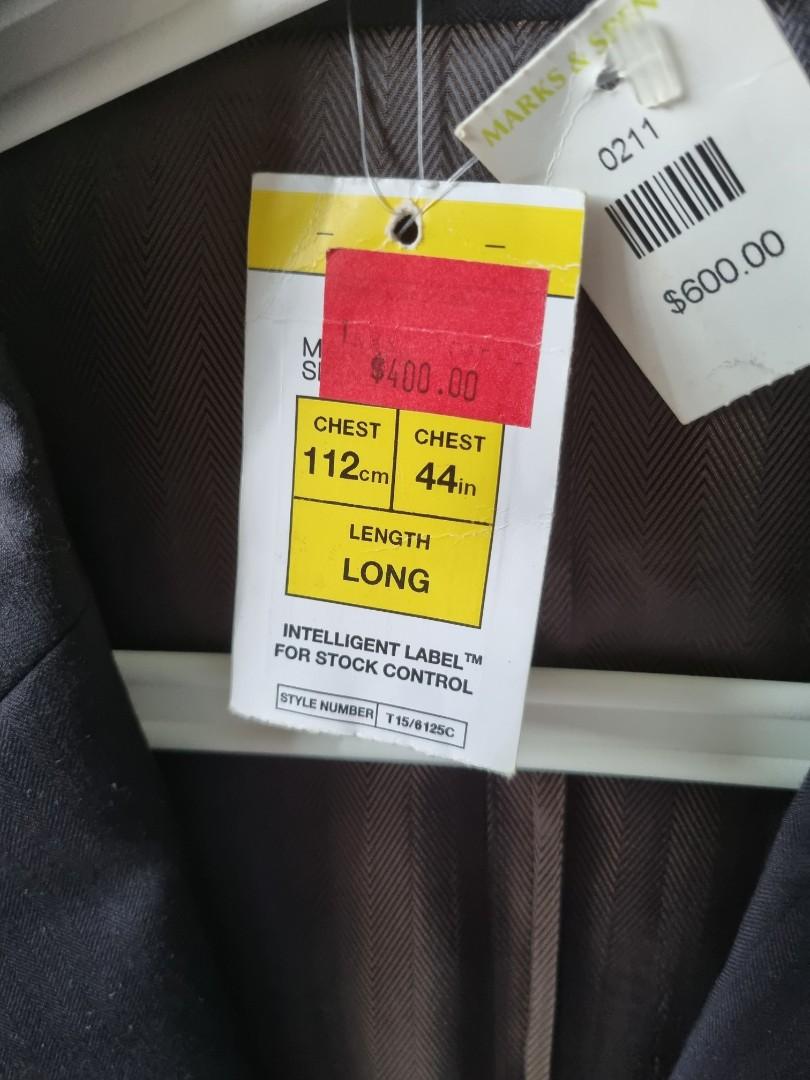 MARKS & SPEN
0211
$600.00
$400.00
CHEST
112cm
CHEST
44in
LENGTH
LONG
INTELLIGENT LABEL™
FOR STOCK CONTROL
STYLE NUMBER T15/6125C